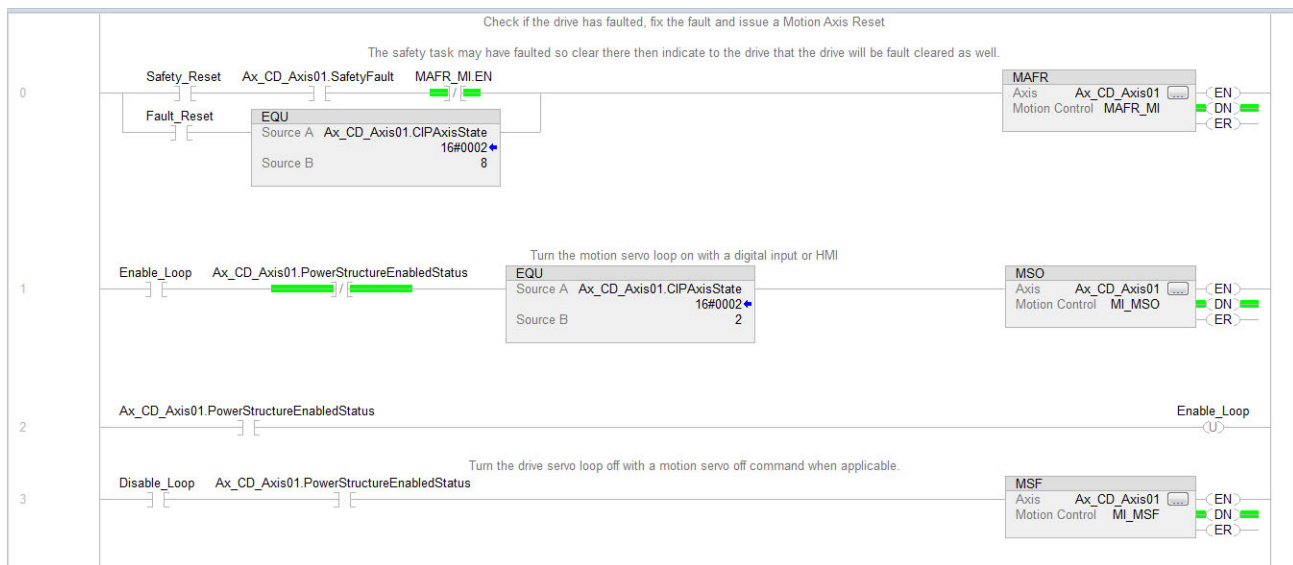 Check if the drive has faulted, fix the fault and issue a Motion Axis Reset
The safety task may have faulted so clear there then indicate to the drive that the drive will be fault cleared as well.
0
Safety_Reset Ax_CD_Axis01.SafetyFault MAFR_MI.EN
/
Fault_Reset
EQU
Source A Ax_CD_Axis01.CIPAxisState
16#0002
Source B 8
MAFR
Axis Ax_CD_Axis01 ...
Motion Control MAFR_MI
EN
DN
ER
Turn the motion servo loop on with a digital input or HMI
1
Enable_Loop Ax_CD_Axis01.PowerStructureEnabledStatus
/
EQU
Source A Ax_CD_Axis01.CIPAxisState
16#0002
Source B 2
MSO
Axis Ax_CD_Axis01 ...
Motion Control MI_MSO
EN
DN
ER
2
Ax_CD_Axis01.PowerStructureEnabledStatus
Enable_Loop
U
Turn the drive servo loop off with a motion servo off command when applicable.
3
Disable_Loop Ax_CD_Axis01.PowerStructureEnabledStatus
MSF
Axis Ax_CD_Axis01 ...
Motion Control MI_MSF
EN
DN
ER